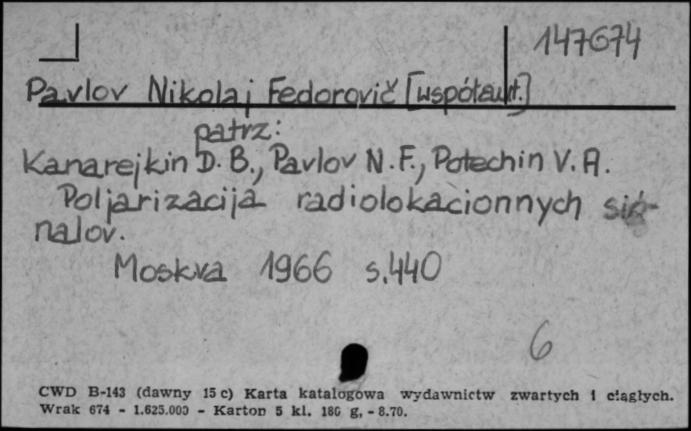 147674
Pavlov Nikolaj Fedorovič [współaut.]
patrz:
Kanarejkin D. B., Pavlov N. F., Potechin V. A.
Poljarizacija radiolokacionnych sig-
nalov.
Moskva 1966 s. 440
6
CWD B-143 (dawny 15 c) Karta katalogowa wydawnictw zwartych i ciągłych.
Wrak 674 - 1.625.000 - Karton 5 kl. 180 g, - 8.70.